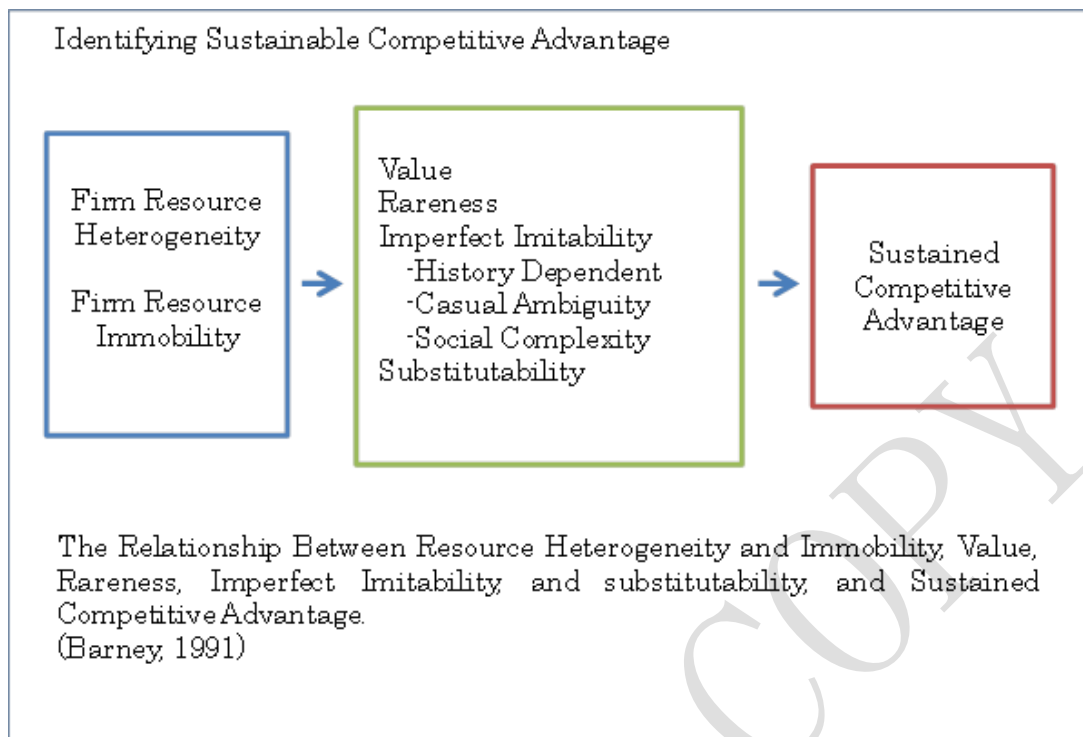 Identifying Sustainable Competitive Advantage
Firm Resource
Heterogeneity
Firm Resource
Immobility
Value
Rareness
Imperfect Imitability
-History Dependent
-Casual Ambiguity
-Social Complexity
Substitutability
Sustained
Competitive
Advantage
The Relationship Between Resource Heterogeneity and Immobility, Value,
Rareness, Imperfect Imitability, and substitutability, and Sustained
Competitive Advantage.
(Barney, 1991)
COPY